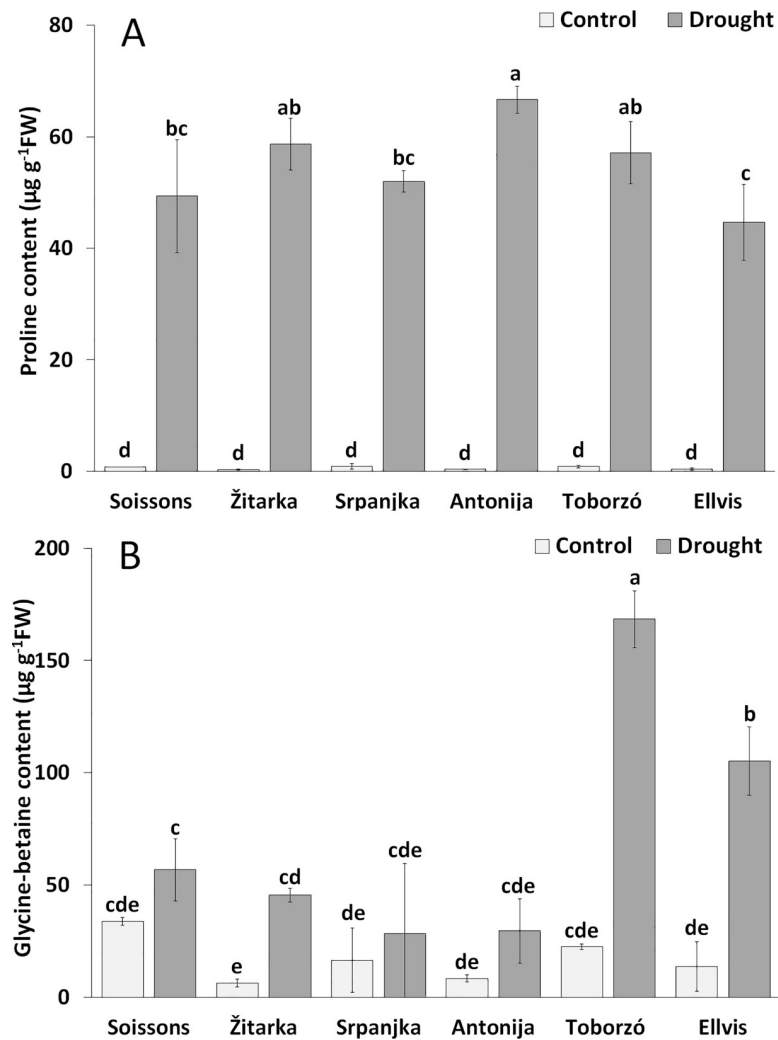 A
Control Drought
Proline content (µg g-1FW)
80
60
40
20
0
bc
ab
bc
a
ab
c
d
d
d
d
d
d
Soissons Žitarka Srpanjka Antonija Toborzó Ellvis
B
Control Drought
Glycine-betaine content (µg g-1FW)
200
150
100
50
0
cde
c
e
cd
de
cde
de
cde
cde
a
de
b
Soissons Žitarka Srpanjka Antonija Toborzó Ellvis